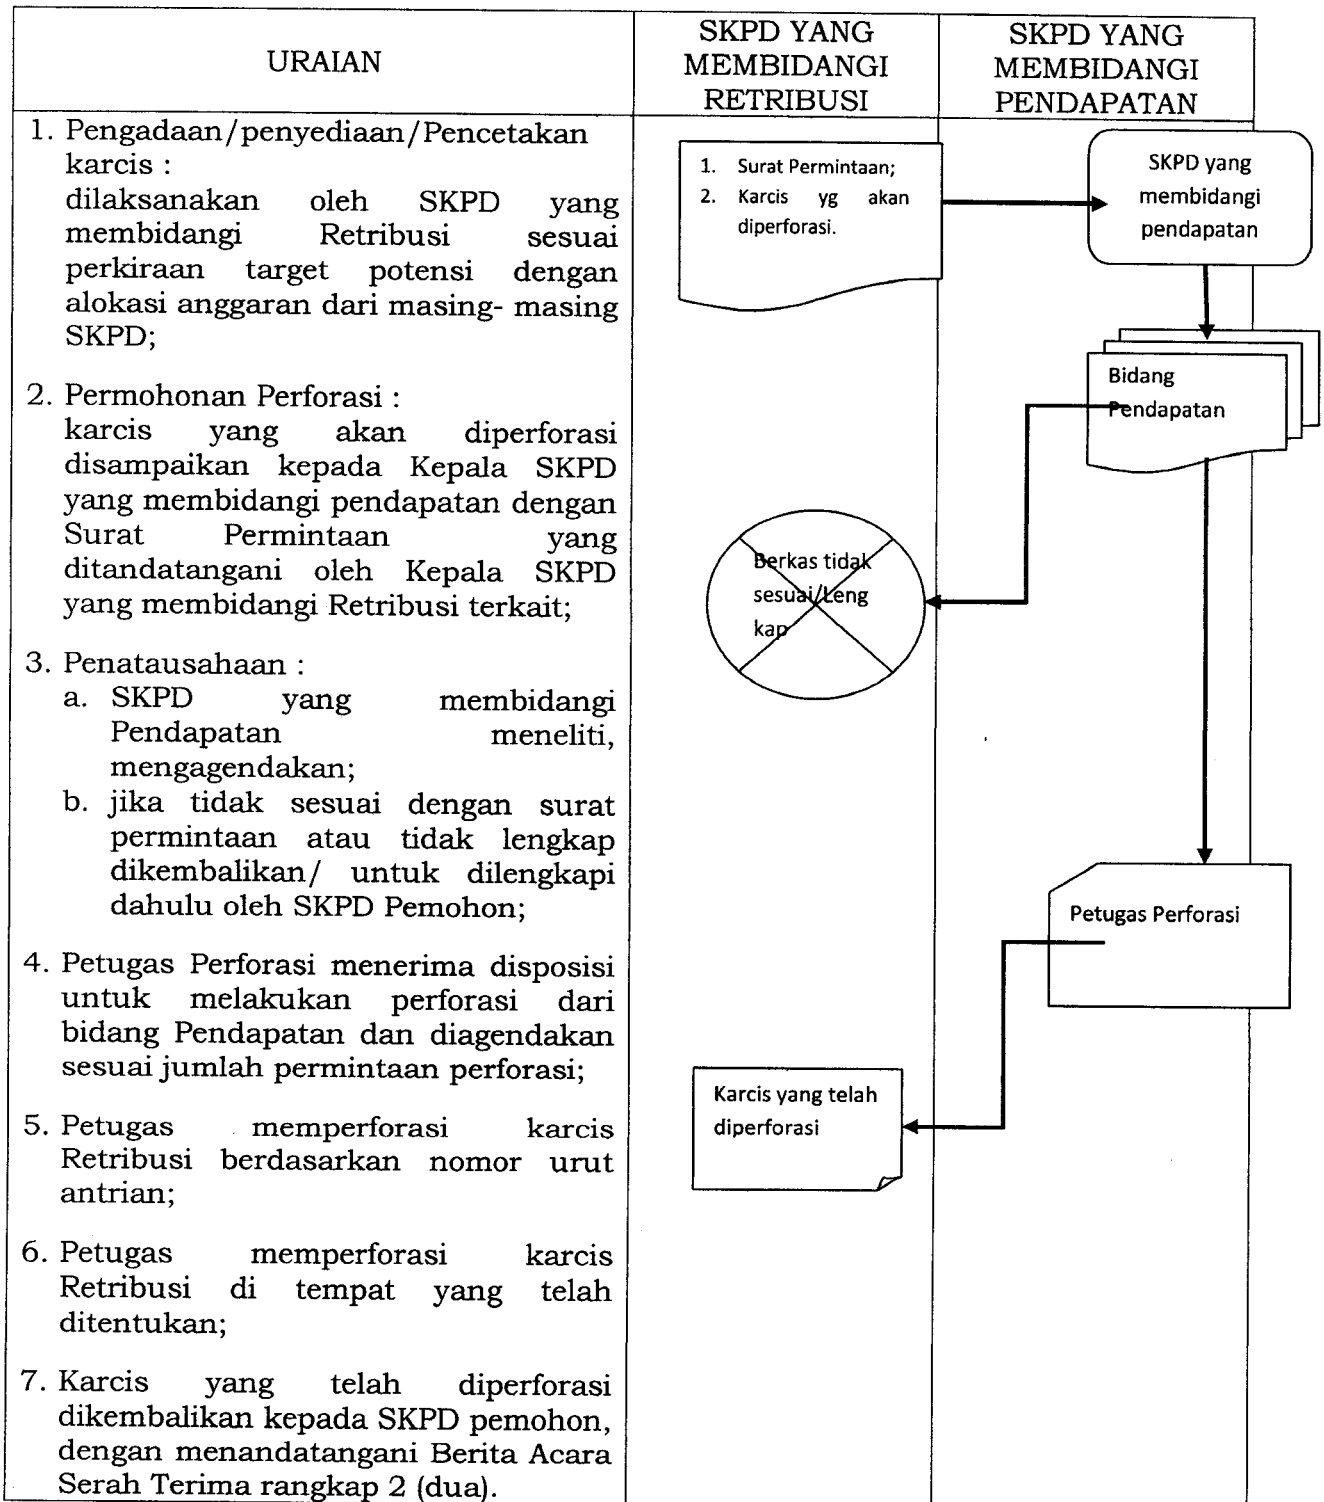 URAIAN
SKPD YANG
MEMBIDANGI
RETRIBUSI
SKPD YANG
MEMBIDANGI
PENDAPATAN
1. Pengadaan/penyediaan/Pencetakan
karcis :
dilaksanakan oleh SKPD yang
membidangi Retribusi sesuai
perkiraan target potensi dengan
alokasi anggaran dari masing- masing
SKPD;
2. Permohonan Perforasi :
karcis yang akan diperforasi
disampaikan kepada Kepala SKPD
yang membidangi pendapatan dengan
Surat Permintaan yang
ditandatangani oleh Kepala SKPD
yang membidangi Retribusi terkait;
3. Penatausahaan :
a. SKPD yang membidangi
Pendapatan meneliti,
mengagendakan;
b. jika tidak sesuai dengan surat
permintaan atau tidak lengkap
dikembalikan/ untuk dilengkapi
dahulu oleh SKPD Pemohon;
4. Petugas Perforasi menerima disposisi
untuk melakukan perforasi dari
bidang Pendapatan dan diagendakan
sesuai jumlah permintaan perforasi;
5. Petugas memperforasi karcis
Retribusi berdasarkan nomor urut
antrian;
6. Petugas memperforasi karcis
Retribusi di tempat yang telah
ditentukan;
7. Karcis yang telah diperforasi
dikembalikan kepada SKPD pemohon,
dengan menandatangani Berita Acara
Serah Terima rangkap 2 (dua).
1. Surat Permintaan;
2. Karcis yg akan
diperforasi.
SKPD yang
membidangi
pendapatan
Bidang
Pendapatan
Berkas tidak
sesuai/Leng
kap
Petugas Perforasi
Karcis yang telah
diperforasi